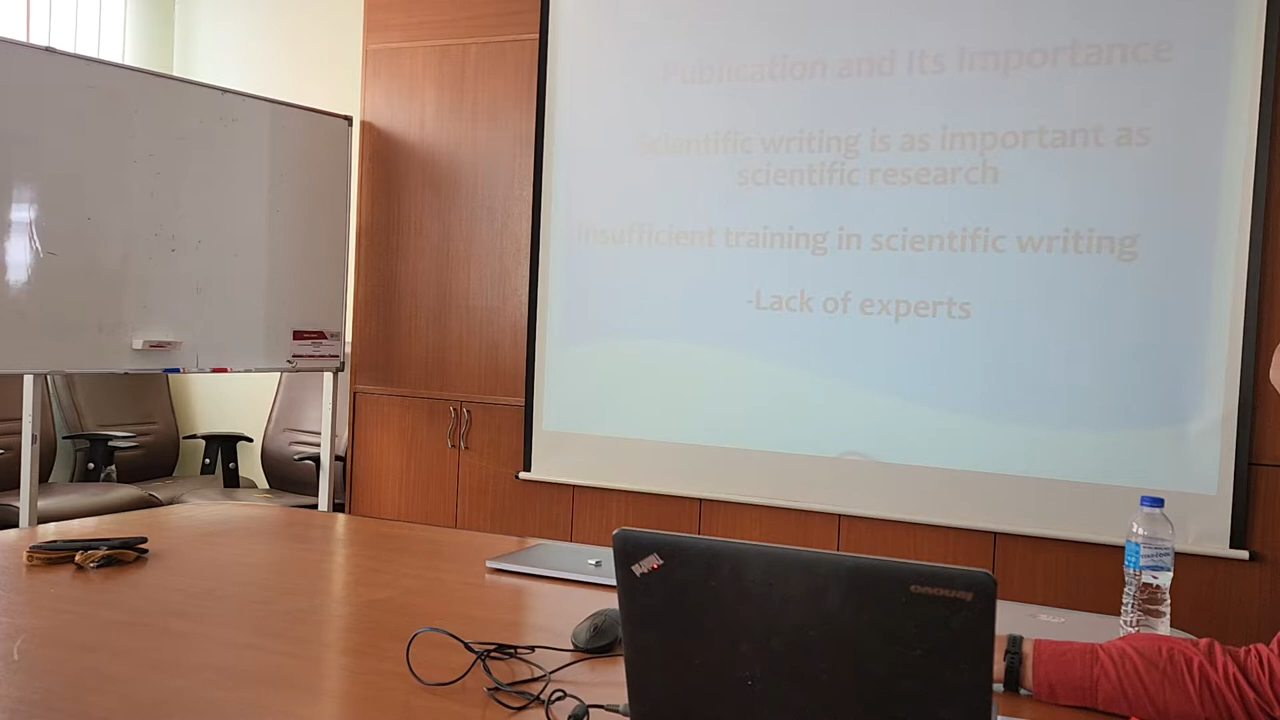 Publication and Its Importance
Scientific writing is as important as
scientific research
Insufficient training in scientific writing
-Lack of experts
ThinkPad
lenovo